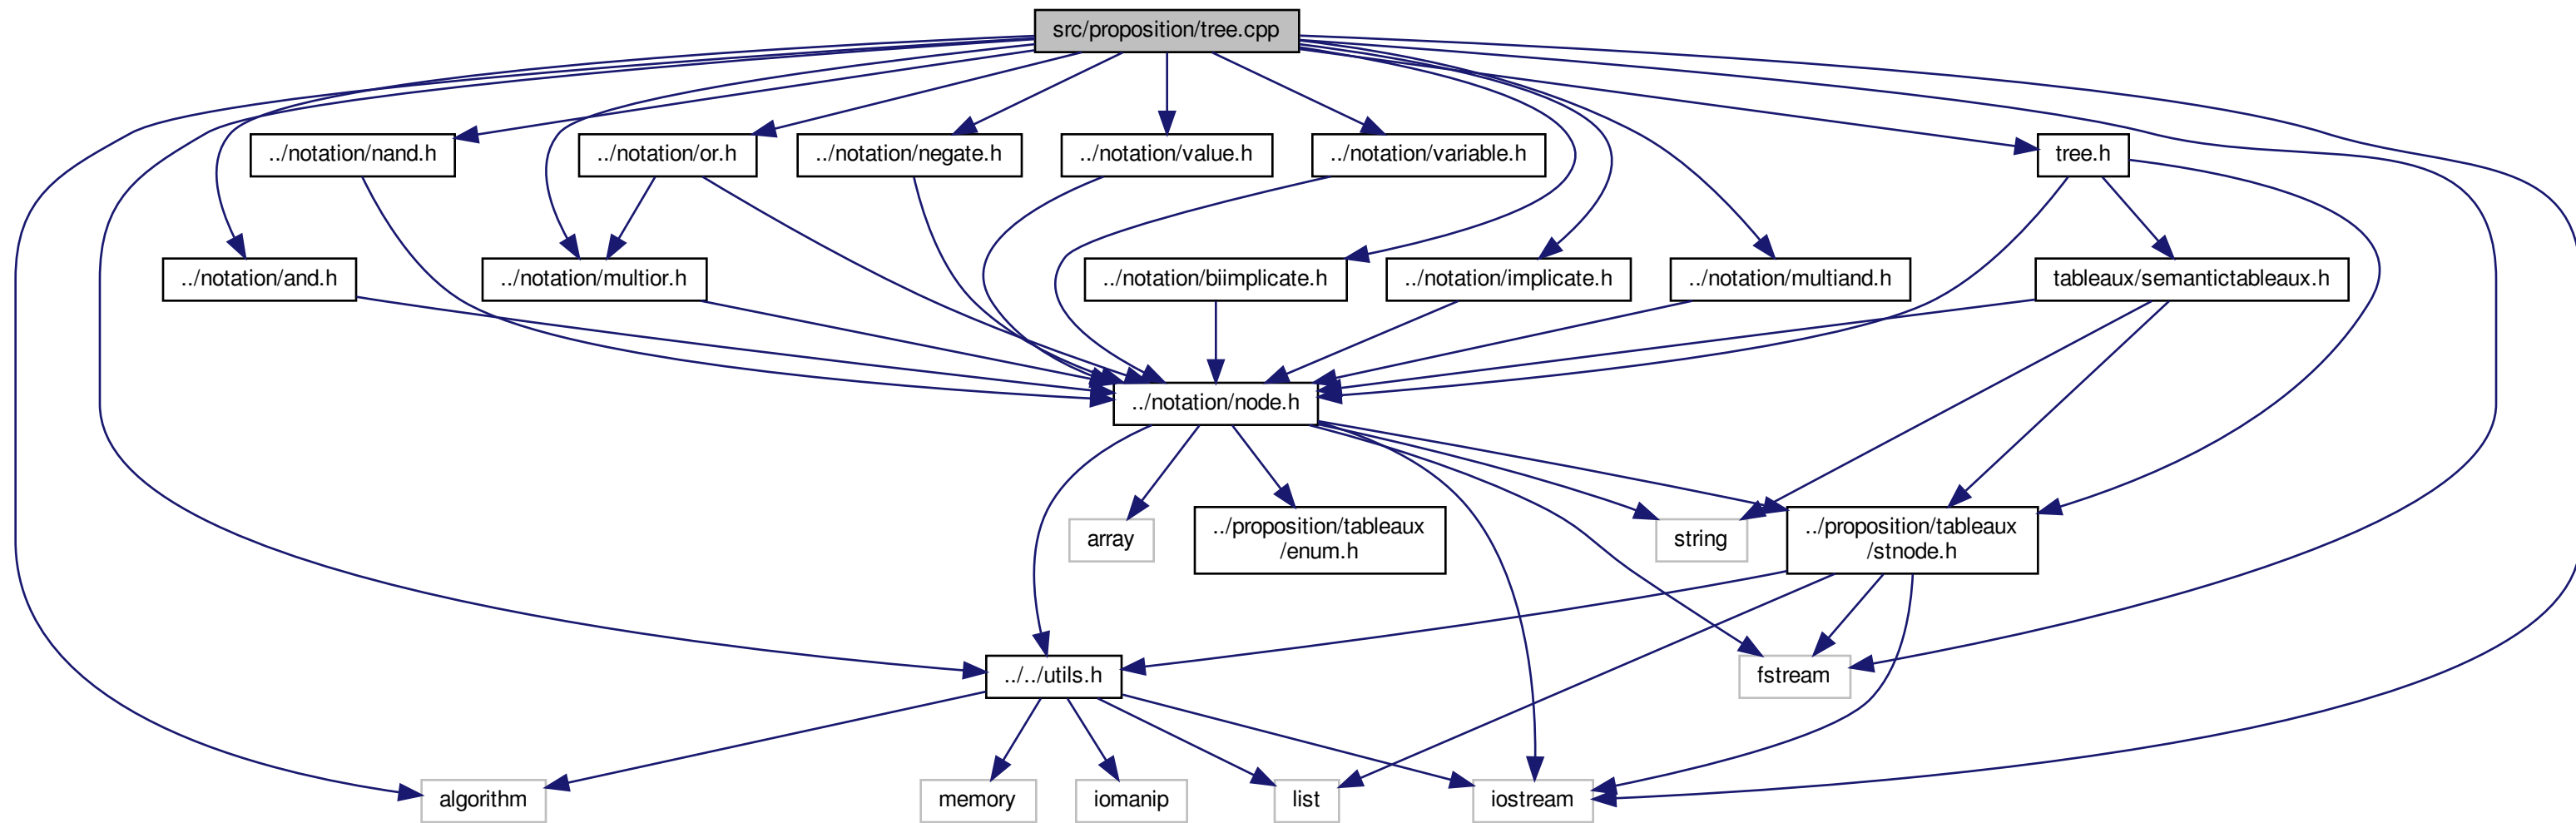 src/proposition/tree.cpp
../notation/nand.h
../notation/or.h
../notation/negate.h
../notation/value.h
../notation/variable.h
tree.h
../notation/and.h
../notation/multior.h
../notation/biimplicate.h
../notation/implicate.h
../notation/multiand.h
tableaux/semantictableaux.h
../notation/node.h
array
../proposition/tableaux
/enum.h
string
../proposition/tableaux
/stnode.h
../../utils.h
fstream
algorithm
memory
iomanip
list
iostream